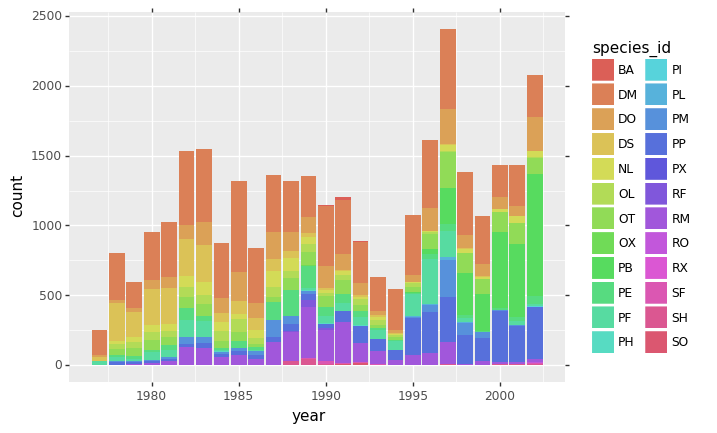 2500
2000
1500
1000
500
0
count
1980
1985
1990
1995
2000
year
species_id
BA
DM
DO
DS
NL
OL
OT
OX
PB
PE
PF
PH
PI
PL
PM
PP
PX
RF
RM
RO
RX
SF
SH
SO